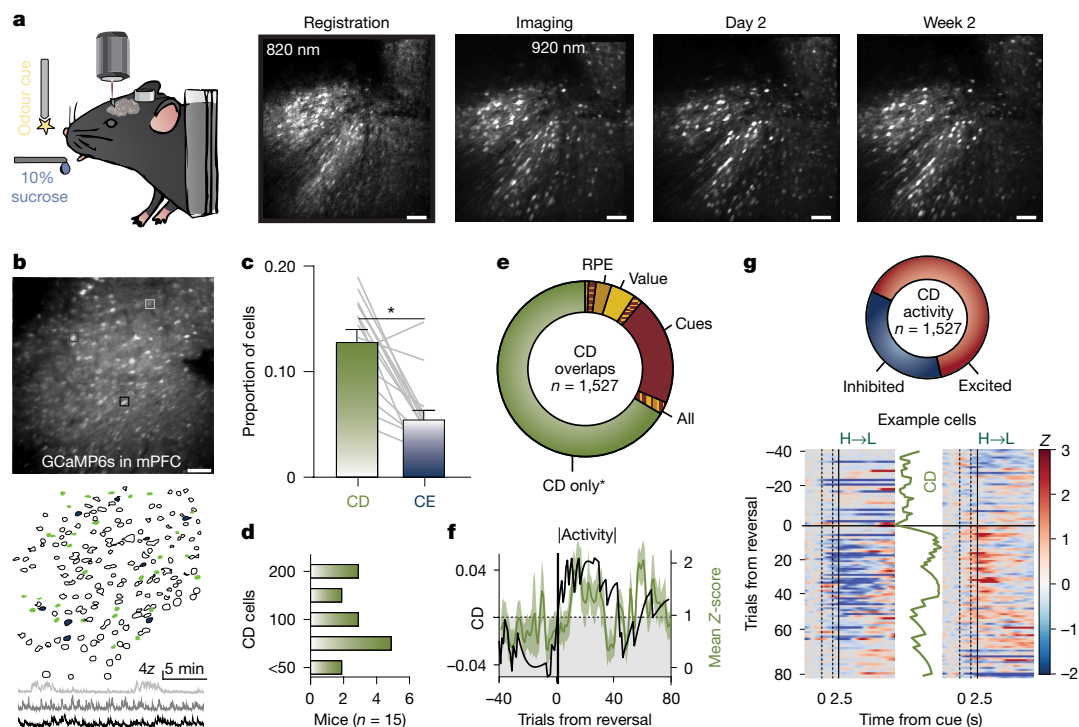 a
Registration
Imaging
Day 2
Week 2
820 nm
920 nm
Odour cue
10%
sucrose
b
GCaMP6s in mPFC
4z
5 min
c
Proportion of cells
0.20
0.10
0
*
CD
CE
d
CD cells
200
100
<50
0 2 4 6
Mice (n = 15)
e
RPE
Value
Cues
All
CD
overlaps
n = 1,527
CD only*
f
|Activity|
CD
0.04
0
−0.04
2
1
0
Mean Z-score
−40 0 40 80
Trials from reversal
g
CD
activity
n = 1,527
Inhibited
Excited
Example cells
H→L
H→L
Z
Trials from reversal
−40
−20
0
20
40
60
80
CD
3
2
1
0
−1
−2
0 2.5
0 2.5
Time from cue (s)